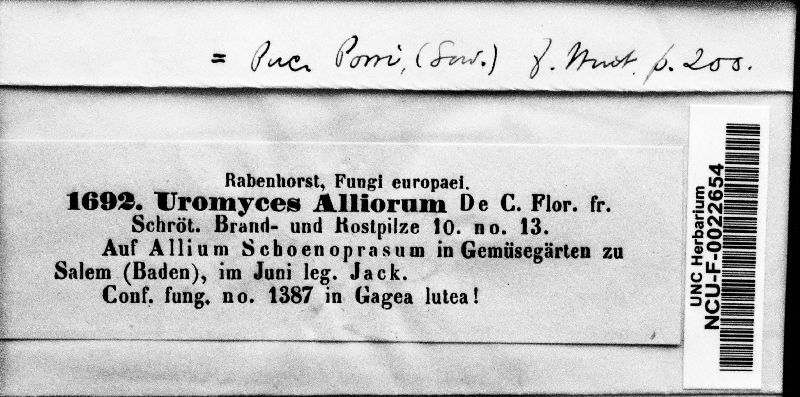 = Pucc Porri, (Sow.) f. Wint. p. 200.
Rabenhorst, Fungi europaei.
1692. Uromyces Alliorum De C. Flor. fr.
Schröt. Brand- und Rostpilze 10. no. 13.
Auf Allium Schoenoprasum in Gemüsegärten zu
Salem (Baden), im Juni leg. Jack.
Conf. fung. no. 1387 in Gagea lutea!
UNC Herbarium
NCU-F-0022654